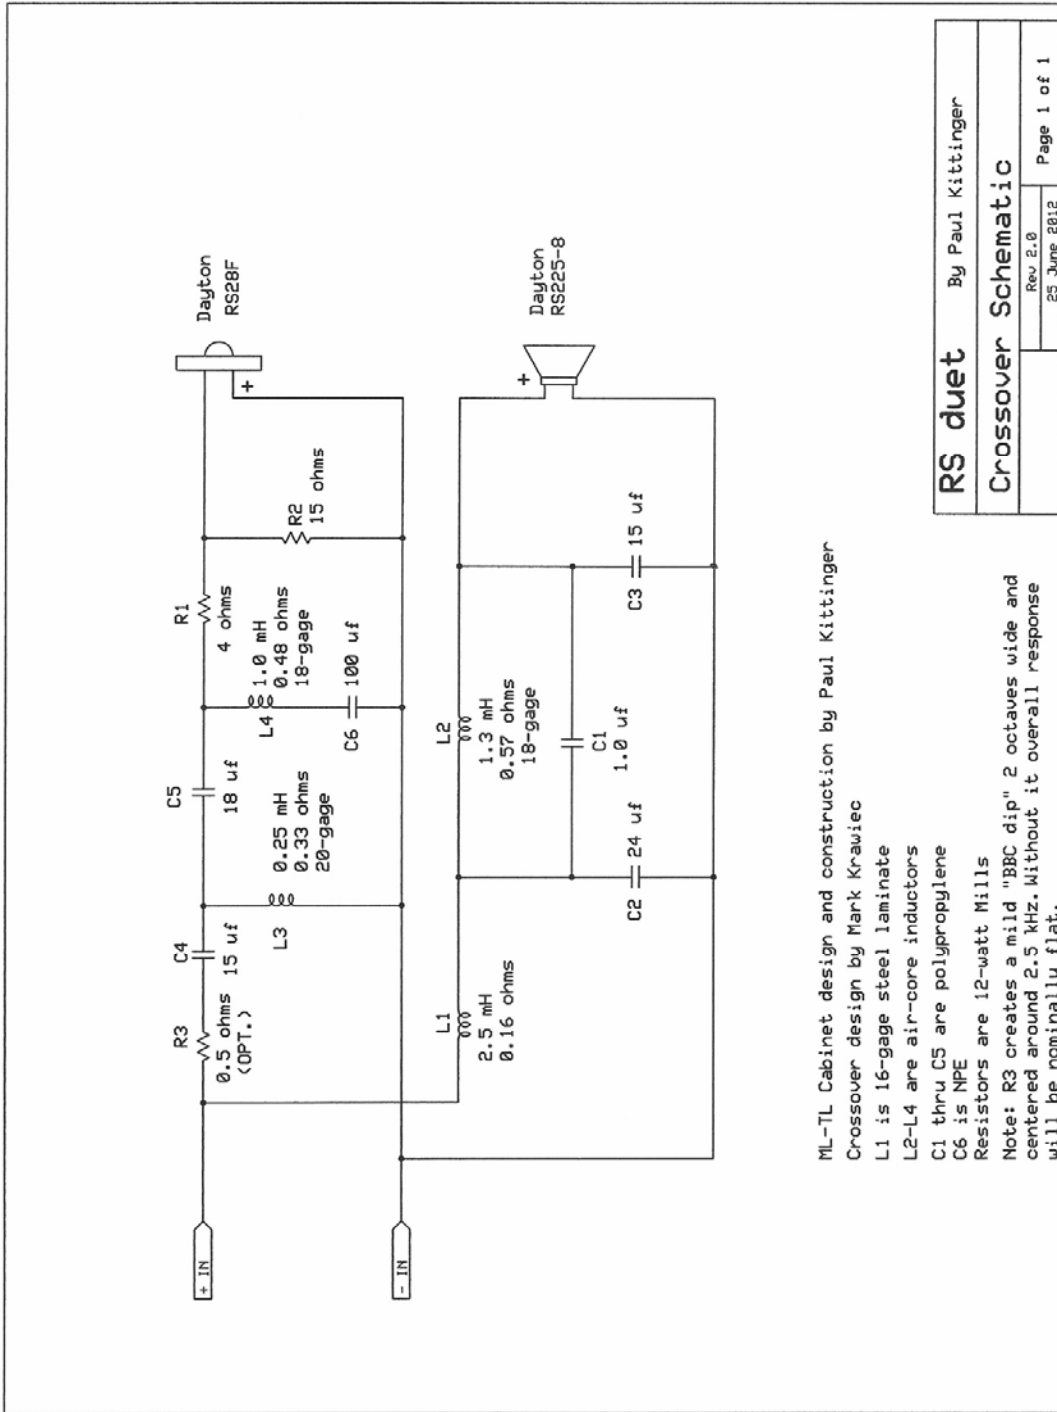 + IN
- IN
R3
0.5 ohms
(OPT.)
C4
15 uf
L3
0.25 mH
0.33 ohms
20-gage
C5
18 uf
L4
1.0 mH
0.48 ohms
18-gage
C6
100 uf
R1
4 ohms
R2
15 ohms
+
Dayton
RS28F
L1
2.5 mH
0.16 ohms
C2
24 uf
L2
1.3 mH
0.57 ohms
18-gage
C1
1.0 uf
C3
15 uf
+
Dayton
RS225-8
ML-TL Cabinet design and construction by Paul Kittinger
Crossover design by Mark Krawiec
L1 is 16-gage steel laminate
L2-L4 are air-core inductors
C1 thru C5 are polypropylene
C6 is NPE
Resistors are 12-watt Mills
Note: R3 creates a mild "BBC dip" 2 octaves wide and
centered around 2.5 kHz. Without it overall response
will be nominally flat.
RS duet By Paul Kittinger
Crossover Schematic
Rev 2.0
25 June 2012
Page 1 of 1